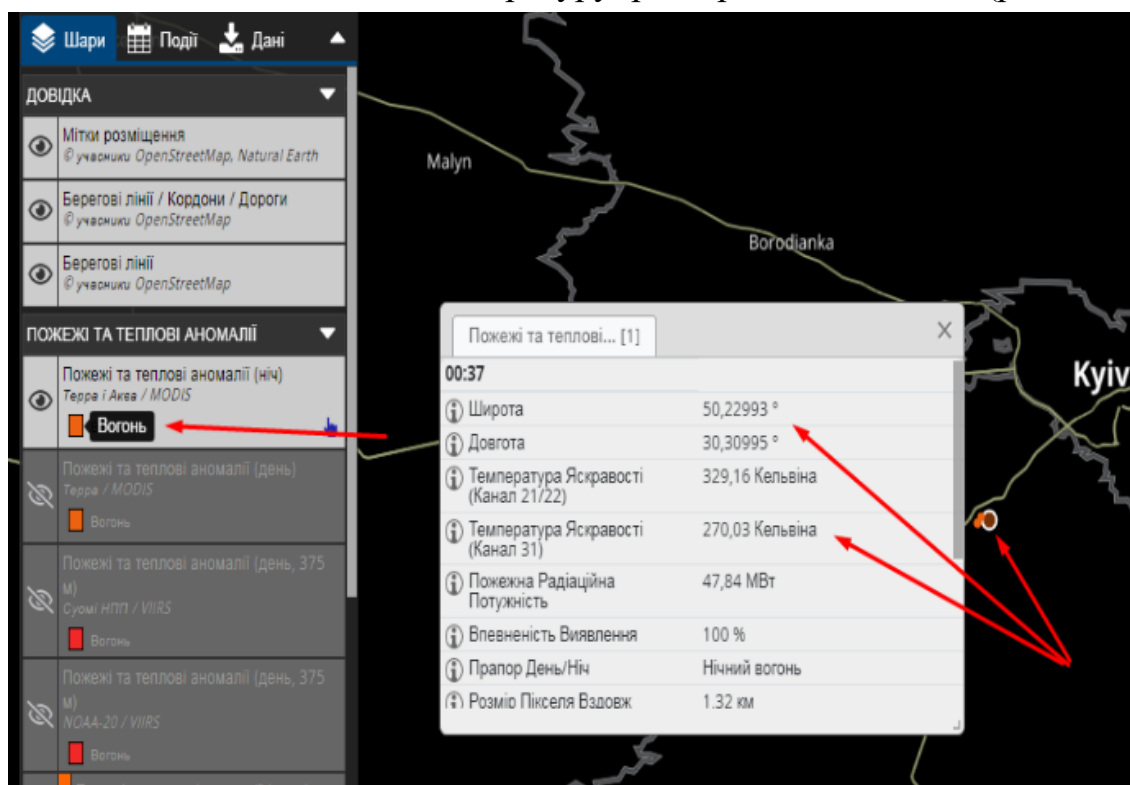 Шари Події Дані
ДОВІДКА
Мітки розміщення
© учасники OpenStreetMap, Natural Earth
Берегові лінії / Кордони / Дороги
© учасники OpenStreetMap
Берегові лінії
© учасники OpenStreetMap
ПОЖЕЖІ ТА ТЕПЛОВІ АНОМАЛІЇ
Пожежі та теплові аномалії (ніч)
Терра і Аква / MODIS
Вогонь
Пожежі та теплові аномалії (день)
Терра / MODIS
Вогонь
Пожежі та теплові аномалії (день, 375
м)
Суомі НПП / VIIRS
Вогонь
Пожежі та теплові аномалії (день, 375
м)
NOAA-20 / VIIRS
Вогонь
Malyn
Borodianka
Kyiv
Пожежі та теплові... [1]
00:37
Широта 50,22993 °
Довгота 30,30995 °
Температура Яскравості 329,16 Кельвіна
(Канал 21/22)
Температура Яскравості 270,03 Кельвіна
(Канал 31)
Пожежна Радіаційна 47,84 МВт
Потужність
Впевненість Виявлення 100 %
Прапор День/Ніч Нічний вогонь
Розмір Пікселя Вздовж 1.32 км